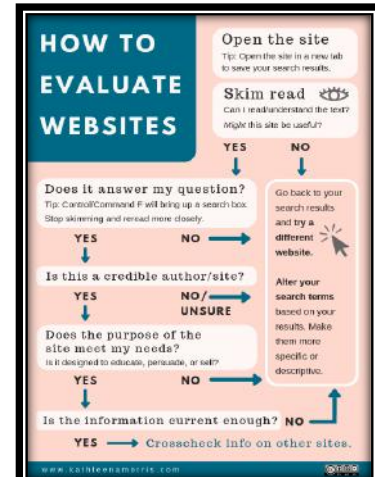 HOW TO
EVALUATE
WEBSITES
Open the site
Tip: Open the site in a new tab
to save your search results.
Skim read
Can I read/understand the text?
Might this site be useful?
YES NO
Does it answer my question?
Tip: Control/Command F will bring up a search box.
Stop skimming and reread more closely.
YES NO
Go back to your
search results
and try a
different
website.
Alter your
search terms
based on your
results. Make
them more
specific or
descriptive.
Is this a credible author/site?
YES NO/
UNSURE
Does the purpose of the
site meet my needs?
Is it designed to educate, persuade, or sell?
YES NO
Is the information current enough? NO
YES Crosscheck info on other sites.
www.kathleenamorris.com